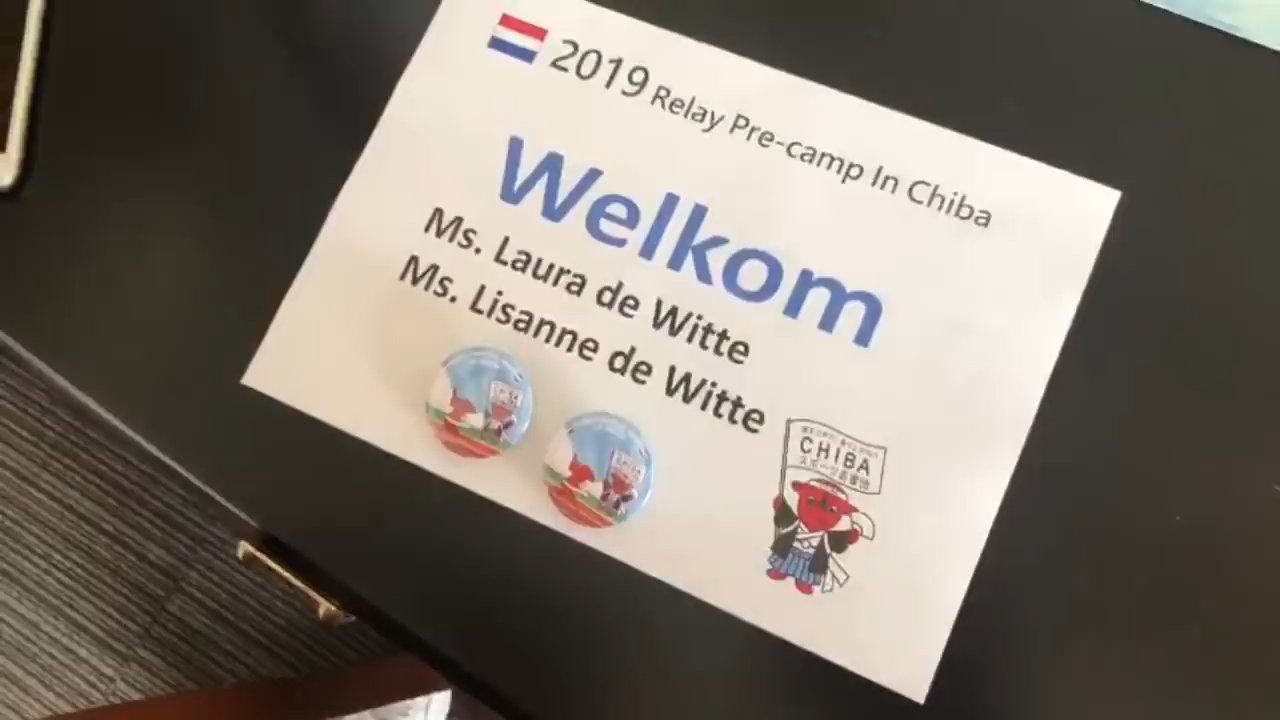 2019 Relay Pre-camp In Chiba
Welkom
Ms. Laura de Witte
Ms. Lisanne de Witte
CHIBA